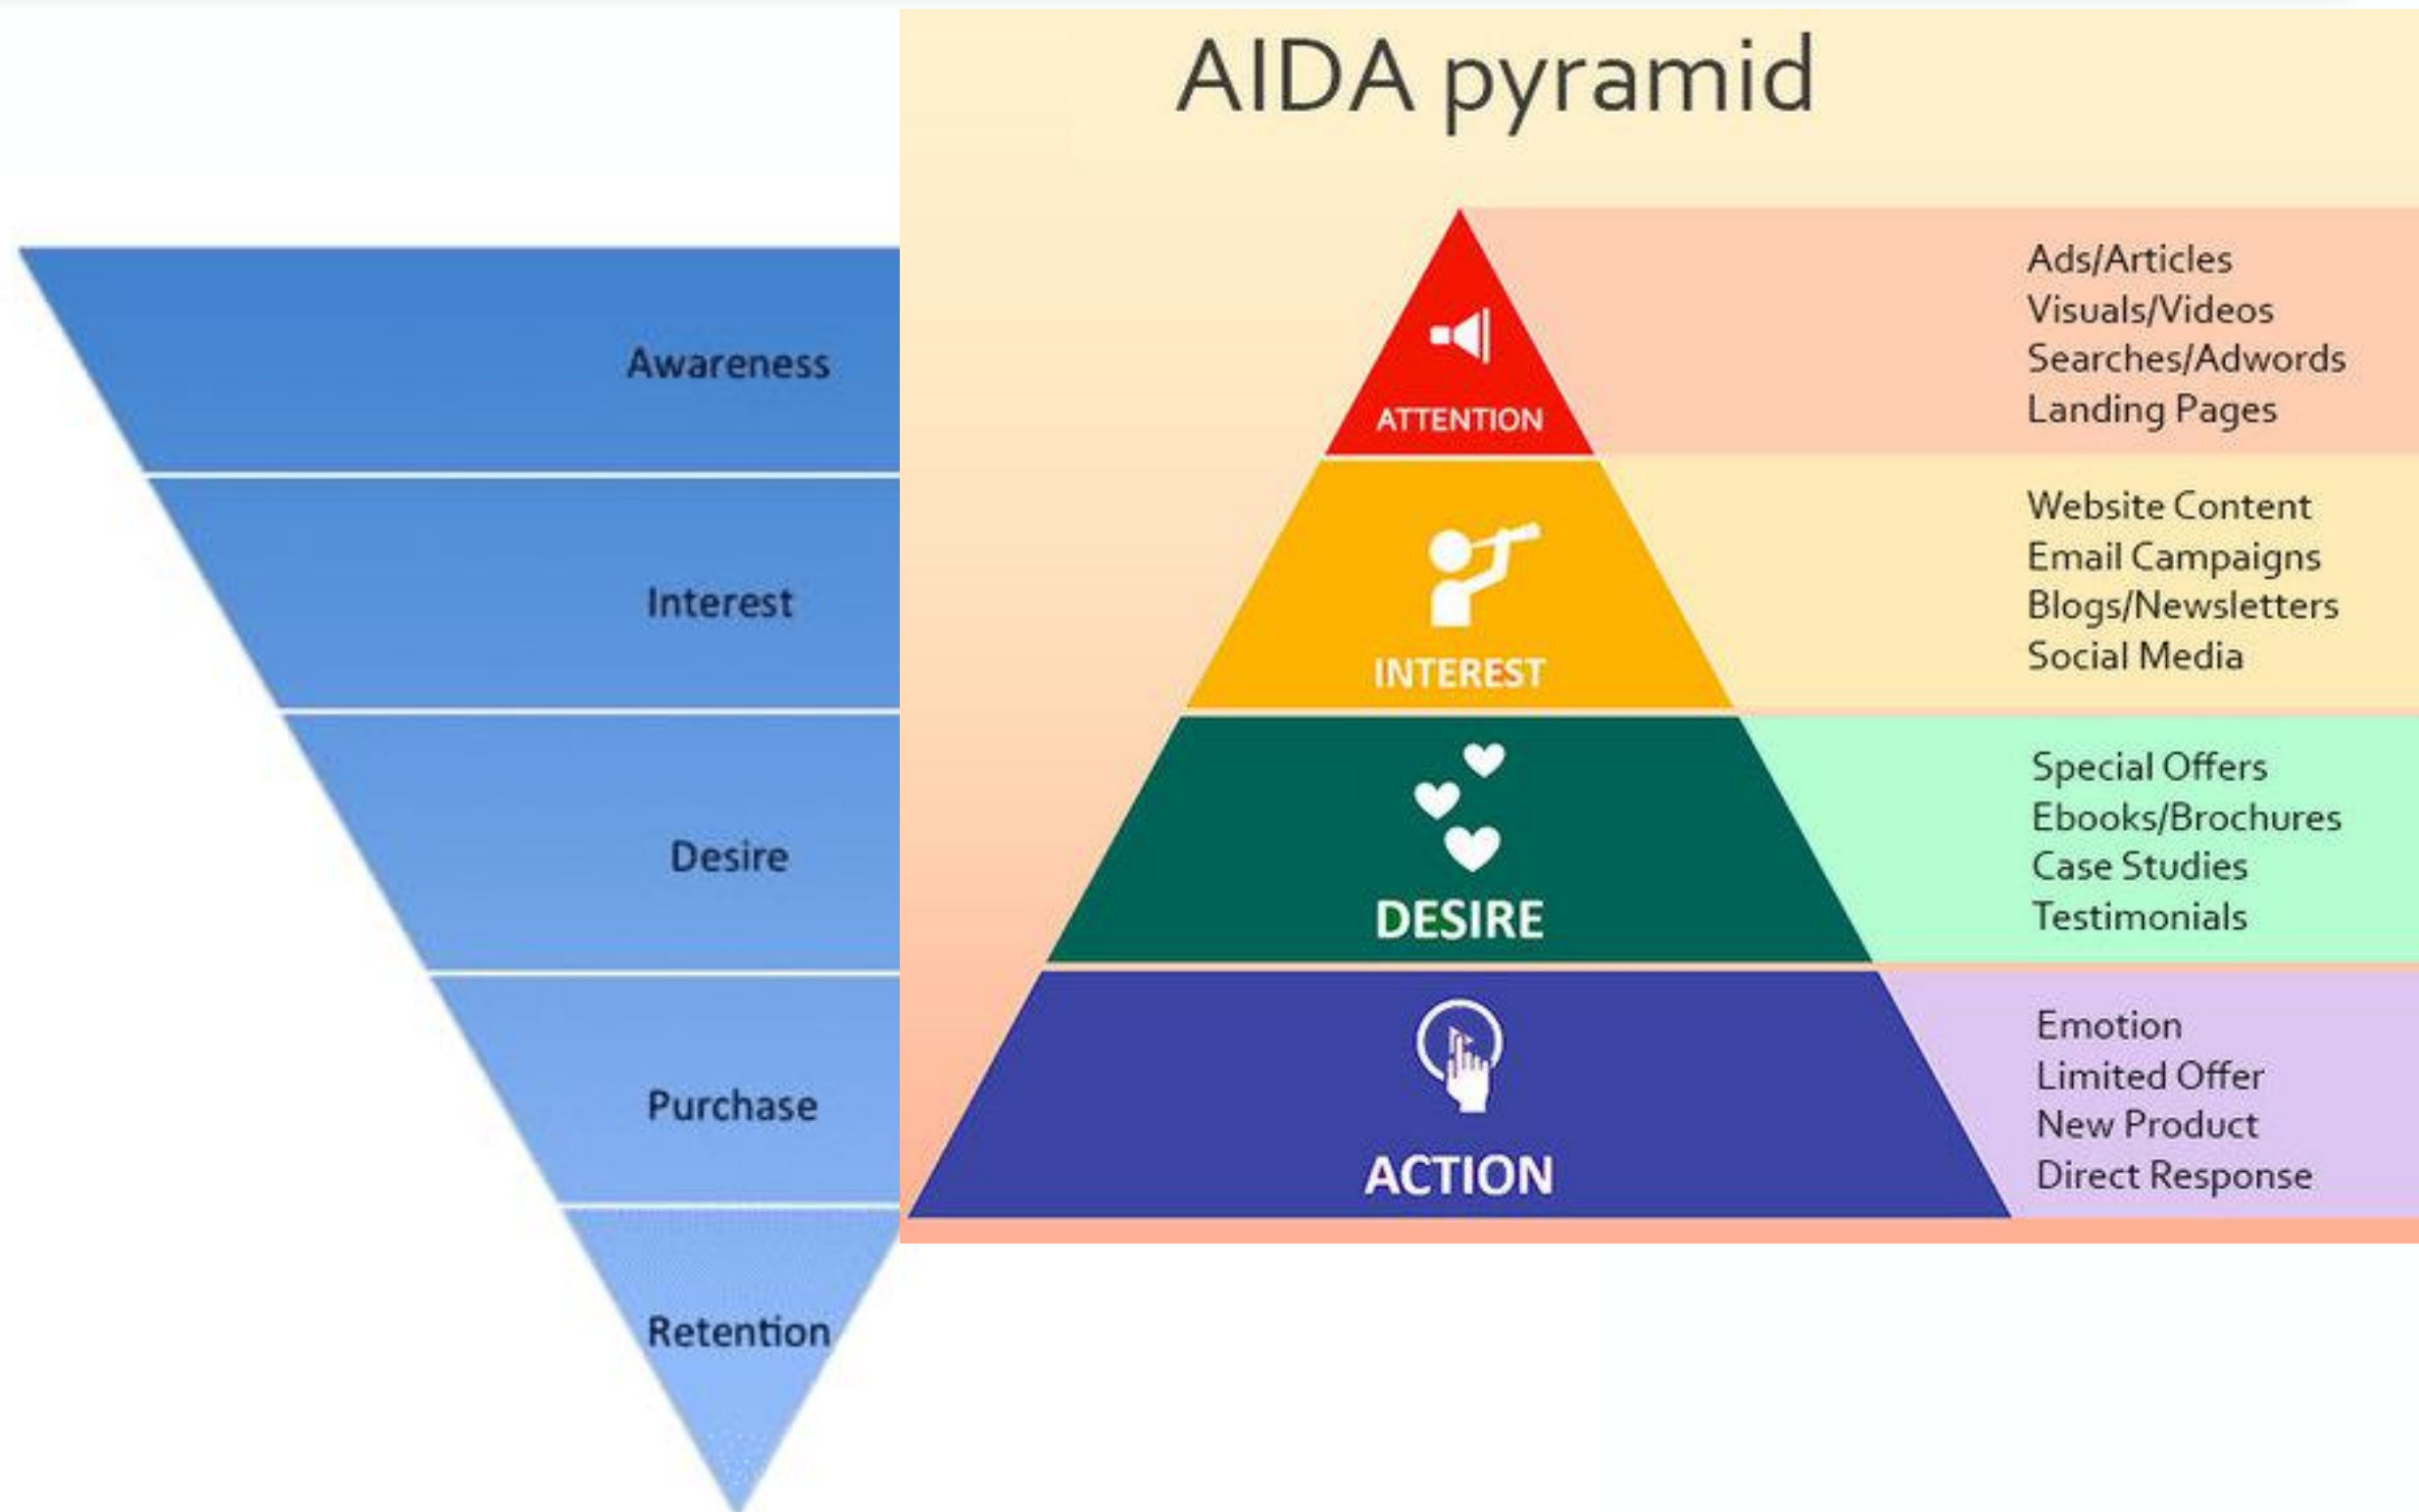 AIDA pyramid
Awareness
Interest
Desire
Purchase
Retention
ATTENTION
Ads/Articles
Visuals/Videos
Searches/Adwords
Landing Pages
INTEREST
Website Content
Email Campaigns
Blogs/Newsletters
Social Media
DESIRE
Special Offers
Ebooks/Brochures
Case Studies
Testimonials
ACTION
Emotion
Limited Offer
New Product
Direct Response